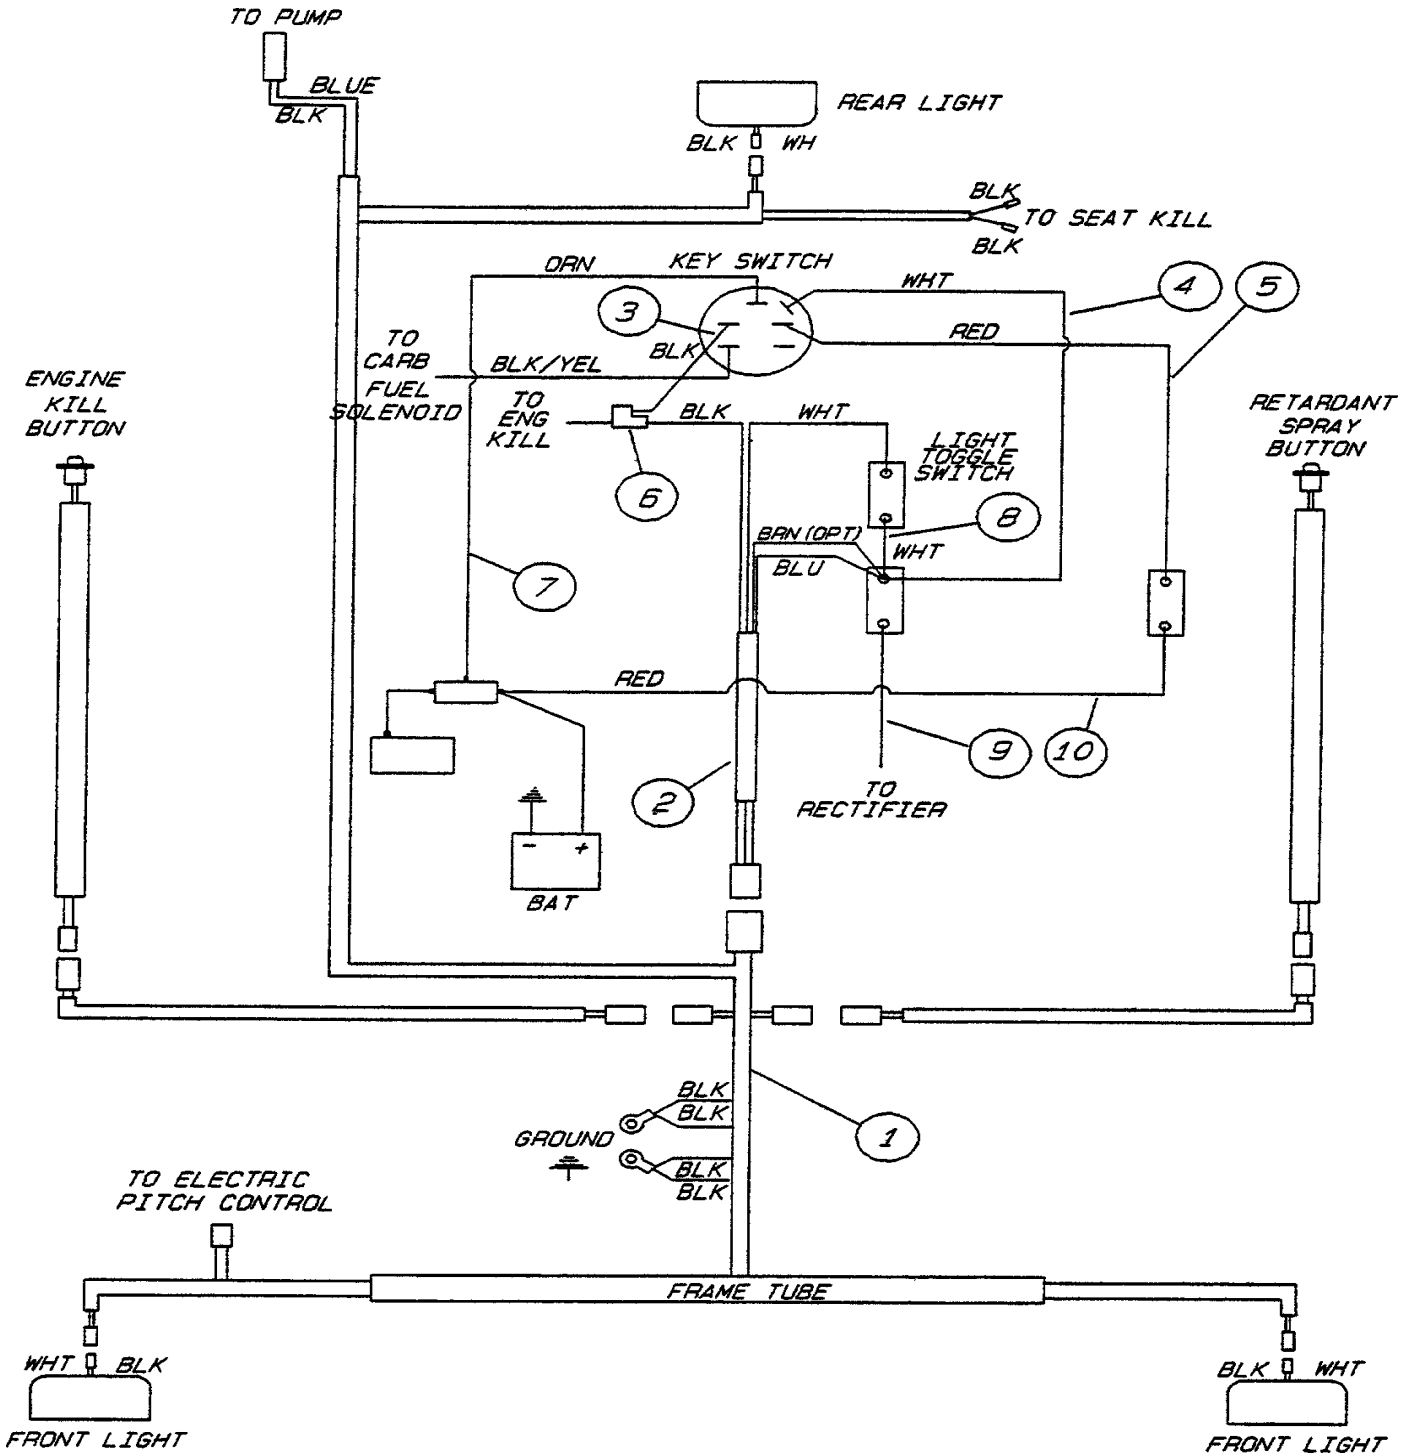 TO PUMP
BLUE
BLK
REAR LIGHT
BLK WH
BLK
TO SEAT KILL
BLK
ORN
KEY SWITCH
WHT
4
5
3
RED
TO
CARB
FUEL
SOLENOID
BLK
BLK/YEL
ENGINE
KILL
BUTTON
TO
ENG
KILL
BLK
WHT
RETARDANT
SPRAY
BUTTON
LIGHT
TOGGLE
SWITCH
6
8
BRN (OPT)
WHT
BLU
7
RED
9
10
2
TO
RECTIFIER
- +
BAT
BLK
BLK
GROUND
1
BLK
BLK
TO ELECTRIC
PITCH CONTROL
FRAME TUBE
WHT BLK
BLK WHT
FRONT LIGHT
FRONT LIGHT